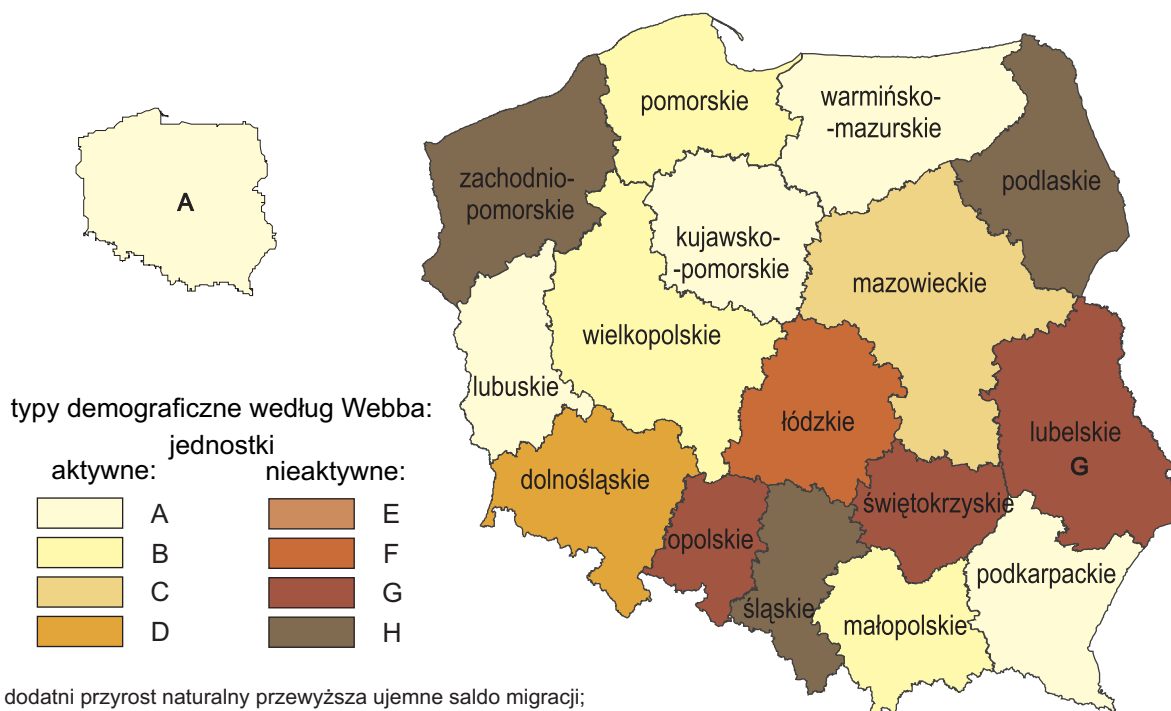 pomorskie
warmińsko-
-mazurskie
zachodnio-
pomorskie
podlaskie
A
kujawsko-
-pomorskie
mazowieckie
wielkopolskie
lubuskie
łódzkie
lubelskie
G
dolnośląskie
świętokrzyskie
opolskie
podkarpackie
śląskie
małopolskie
typy demograficzne według Webba:
jednostki
aktywne:
nieaktywne:
A
E
B
F
C
G
D
H
dodatni przyrost naturalny przewyższa ujemne saldo migracji;